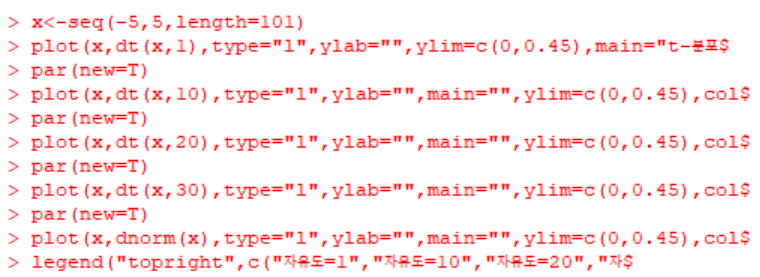 > x<-seq(-5,5,length=101)
> plot(x,dt(x,1),type="l",ylab="",ylim=c(0,0.45),main="t-분포$
> par(new=T)
> plot(x,dt(x,10),type="l",ylab="",main="",ylim=c(0,0.45),col$
> par(new=T)
> plot(x,dt(x,20),type="l",ylab="",main="",ylim=c(0,0.45),col$
> par(new=T)
> plot(x,dt(x,30),type="l",ylab="",main="",ylim=c(0,0.45),col$
> par(new=T)
> plot(x,dnorm(x),type="l",ylab="",main="",ylim=c(0,0.45),col$
> legend("topright",c("자유도=1","자유도=10","자유도=20","자$